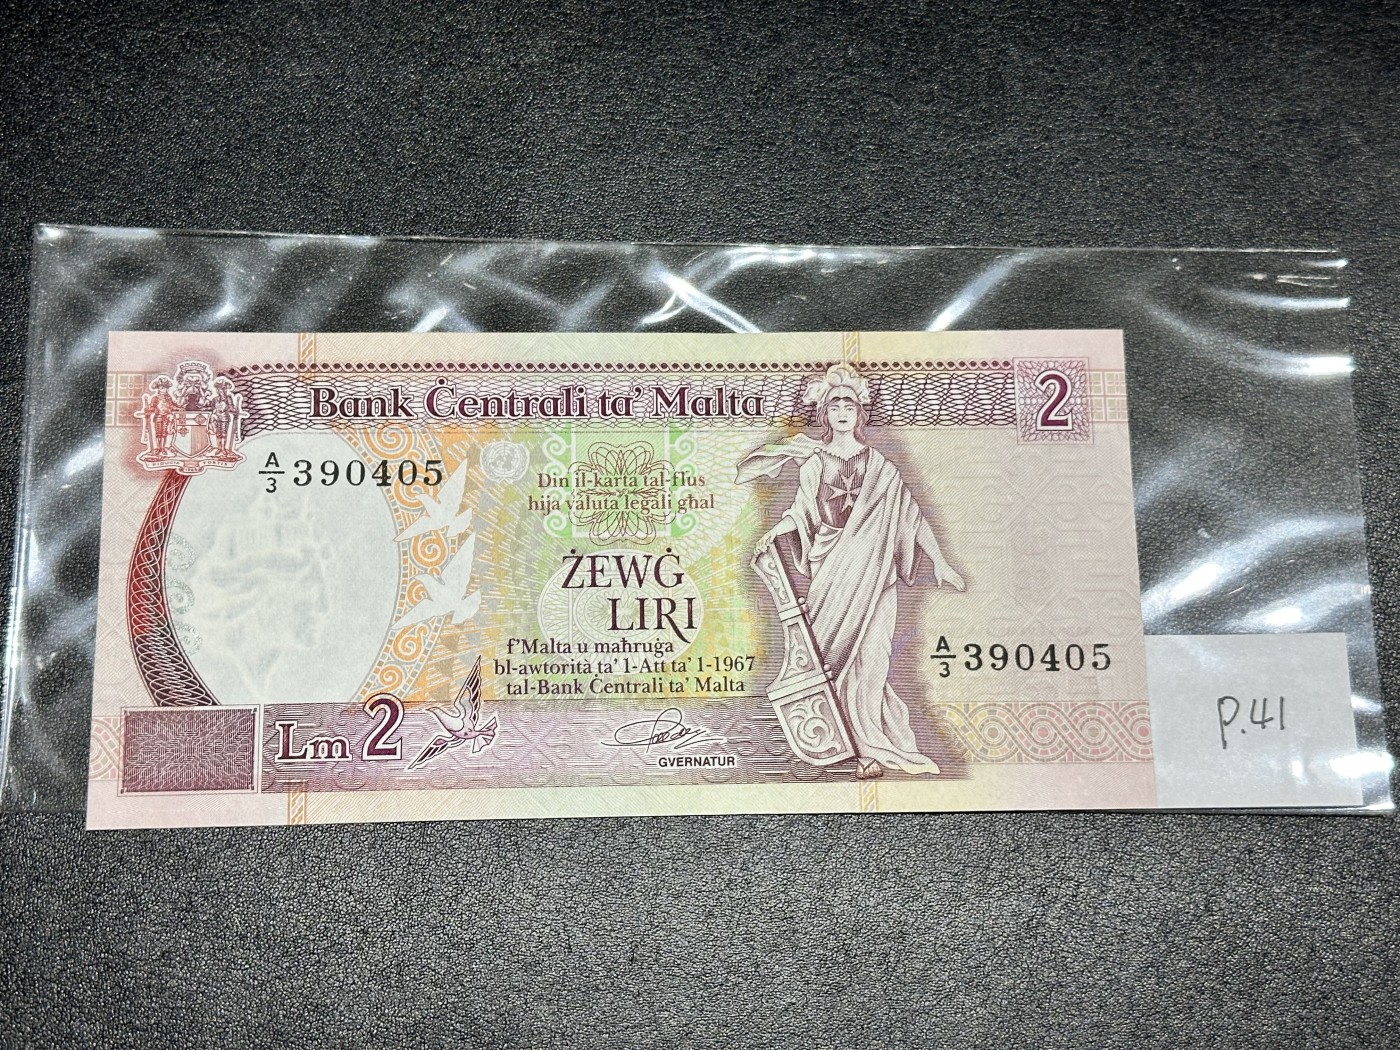 Bank Ċentrali ta' Malta
2
A/3 390405
Din il-karta tal-flus
hija valuta legali għal
ŻEWĠ
LIRI
f'Malta u maħruġa
bl-awtorità ta' l-Att ta' l-1967
tal-Bank Ċentrali ta' Malta
A/3 390405
Lm 2
GVERNATUR
P.41